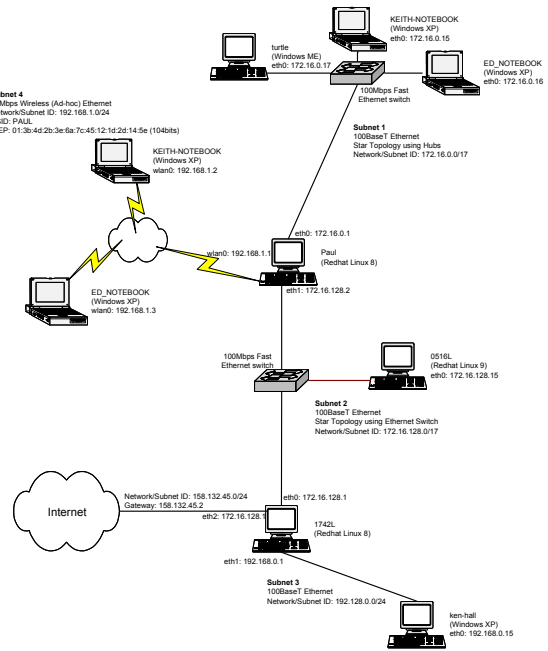 KEITH-NOTEBOOK
(Windows XP)
eth0: 172.16.0.15
turtle
(Windows ME)
eth0: 172.16.0.17
ED_NOTEBOOK
(Windows XP)
eth0: 172.16.0.16
100Mbps Fast
Ethernet switch
bnet 4
Mbps Wireless (Ad-hoc) Ethernet
twork/Subnet ID: 192.168.1.0/24
ID: PAUL
EP: 01:3b:4d:2b:3e:6a:7c:45:12:1d:2d:14:5e (104bits)
Subnet 1
100BaseT Ethernet
Star Topology using Hubs
Network/Subnet ID: 172.16.0.0/17
KEITH-NOTEBOOK
(Windows XP)
wlan0: 192.168.1.2
eth0: 172.16.0.1
wlan0: 192.168.1.1
Paul
(Redhat Linux 8)
eth1: 172.16.128.2
ED_NOTEBOOK
(Windows XP)
wlan0: 192.168.1.3
100Mbps Fast
Ethernet switch
0516L
(Redhat Linux 9)
eth0: 172.16.128.15
Subnet 2
100BaseT Ethernet
Star Topology using Ethernet Switch
Network/Subnet ID: 172.16.128.0/17
Internet
Network/Subnet ID: 158.132.45.0/24
Gateway: 158.132.45.2
eth0: 172.16.128.1
eth2: 172.16.128.1
1742L
(Redhat Linux 8)
eth1: 192.168.0.1
Subnet 3
100BaseT Ethernet
Network/Subnet ID: 192.128.0.0/24
ken-hall
(Windows XP)
eth0: 192.168.0.15